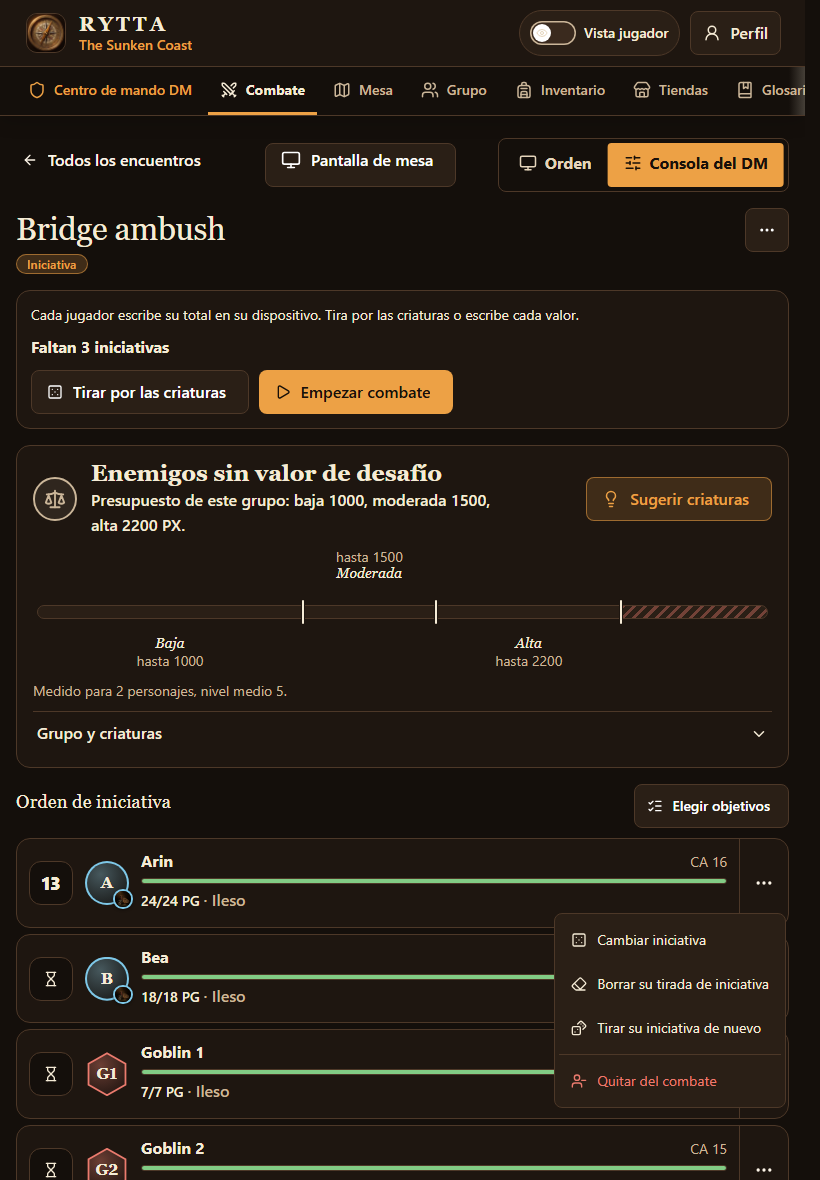 RYTTA
The Sunken Coast
Vista jugador
Perfil
Centro de mando DM
Combate
Mesa
Grupo
Inventario
Tiendas
Glosari
Todos los encuentros
Pantalla de mesa
Orden
Consola del DM
Bridge ambush
Iniciativa
Cada jugador escribe su total en su dispositivo. Tira por las criaturas o escribe cada valor.
Faltan 3 iniciativas
Tirar por las criaturas
Empezar combate
Enemigos sin valor de desafío
Presupuesto de este grupo: baja 1000, moderada 1500,
alta 2200 PX.
Sugerir criaturas
hasta 1500
Moderada
Baja
hasta 1000
Alta
hasta 2200
Medido para 2 personajes, nivel medio 5.
Grupo y criaturas
Orden de iniciativa
Elegir objetivos
13
A
Arin
CA 16
24/24 PG · Ileso
Cambiar iniciativa
Borrar su tirada de iniciativa
Tirar su iniciativa de nuevo
Quitar del combate
B
Bea
18/18 PG · Ileso
G1
Goblin 1
7/7 PG · Ileso
G2
Goblin 2
CA 15